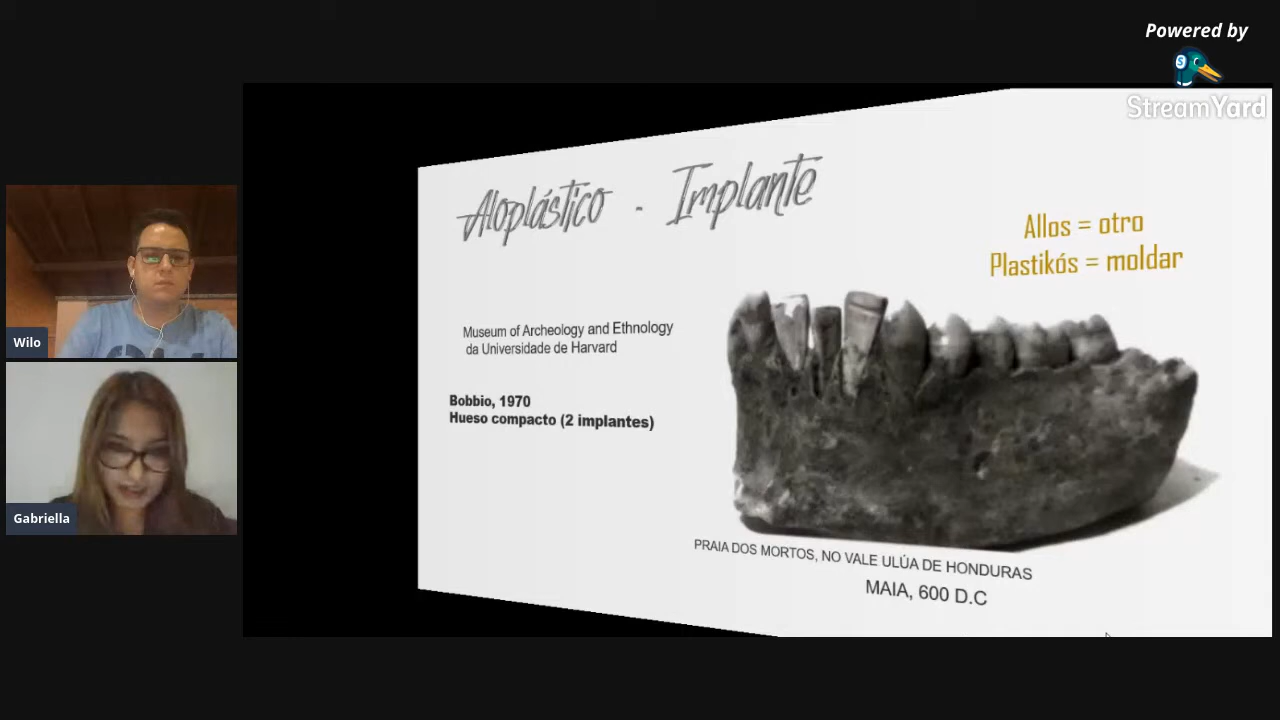 Powered by
StreamYard
Aloplástico - Implante
Allos = otro
Plastikós = moldar
Museum of Archeology and Ethnology
da Universidade de Harvard
Bobbio, 1970
Hueso compacto (2 implantes)
PRAIA DOS MORTOS, NO VALE ULÚA DE HONDURAS
MAIA, 600 D.C
Wilo
Gabriella